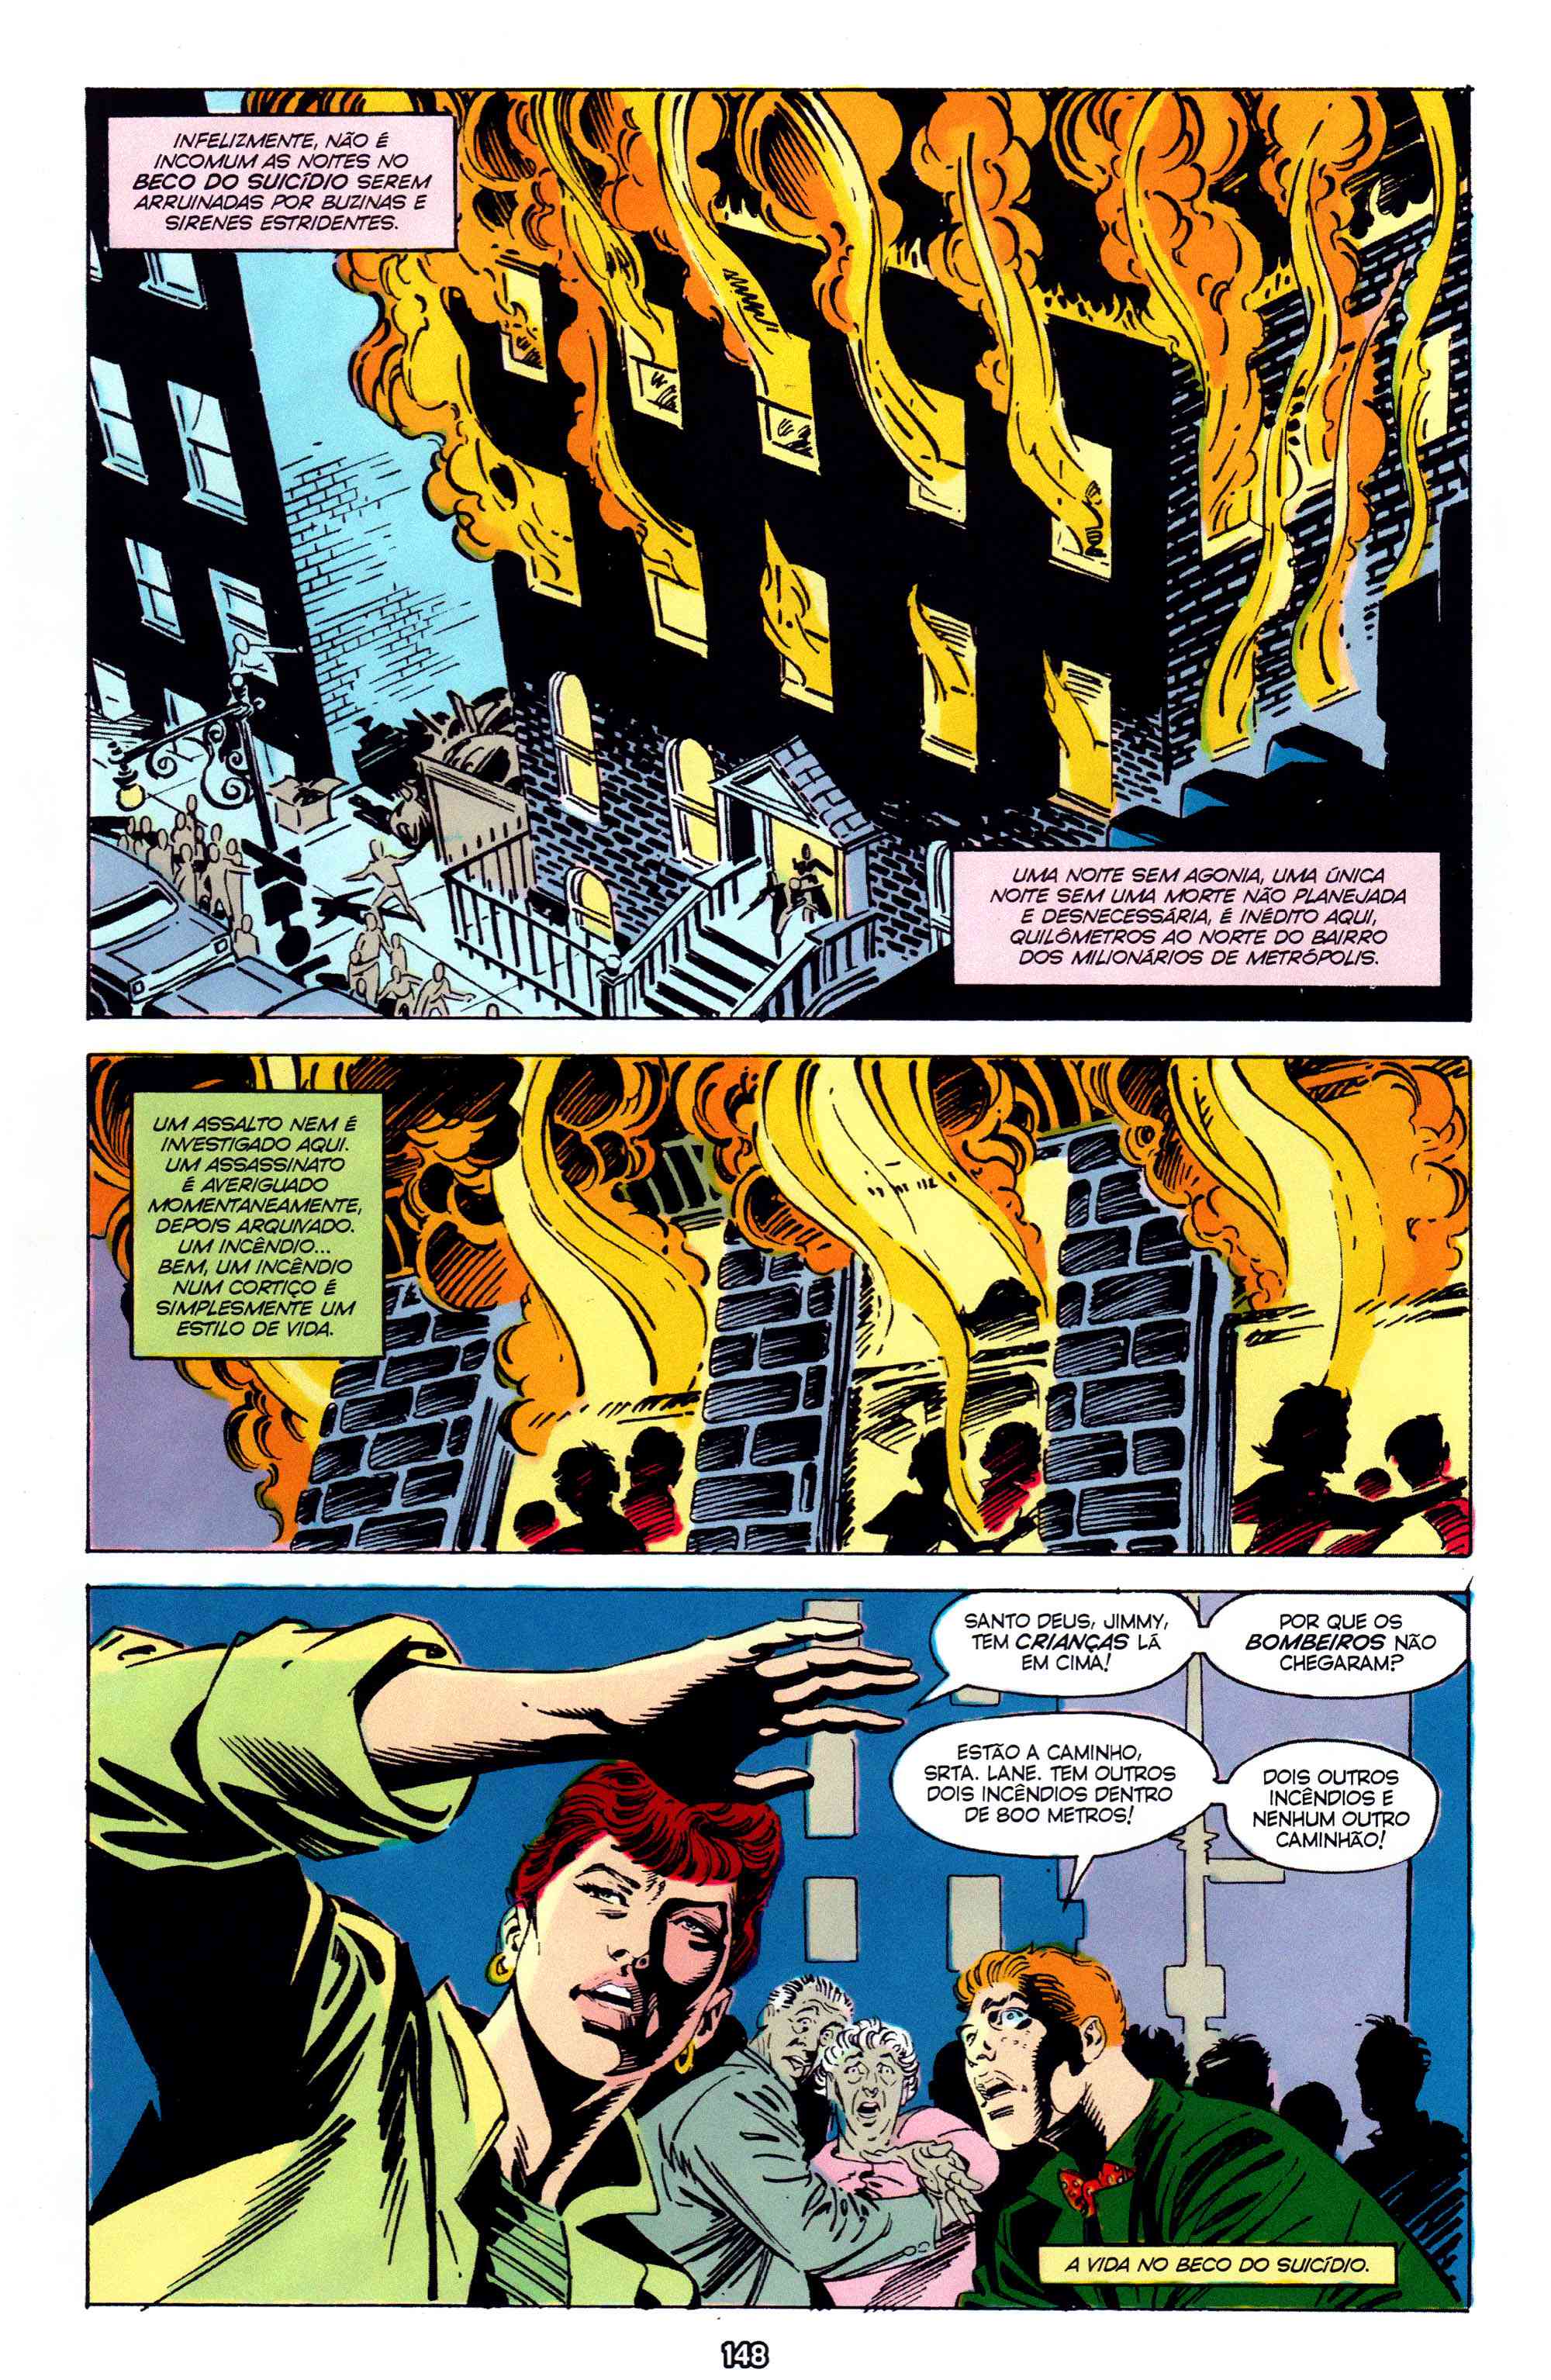 INFELIZMENTE, NÃO É
INCOMUM AS NOITES NO
BECO DO SUICÍDIO SEREM
ARRUINADAS POR BUZINAS E
SIRENES ESTRIDENTES.
UMA NOITE SEM AGONIA, UMA ÚNICA
NOITE SEM UMA MORTE NÃO PLANEJADA
E DESNECESSÁRIA, É INÉDITO AQUI,
QUILÔMETROS AO NORTE DO BAIRRO
DOS MILIONÁRIOS DE METRÓPOLIS.
UM ASSALTO NEM É
INVESTIGADO AQUI.
UM ASSASSINATO
É AVERIGUADO
MOMENTANEAMENTE,
DEPOIS ARQUIVADO.
UM INCÊNDIO...
BEM, UM INCÊNDIO
NUM CORTIÇO É
SIMPLESMENTE UM
ESTILO DE VIDA.
SANTO DEUS, JIMMY,
TEM CRIANÇAS LÁ
EM CIMA!
POR QUE OS
BOMBEIROS NÃO
CHEGARAM?
ESTÃO A CAMINHO,
SRTA. LANE. TEM OUTROS
DOIS INCÊNDIOS DENTRO
DE 800 METROS!
DOIS OUTROS
INCÊNDIOS E
NENHUM OUTRO
CAMINHÃO!
A VIDA NO BECO DO SUICÍDIO.
148